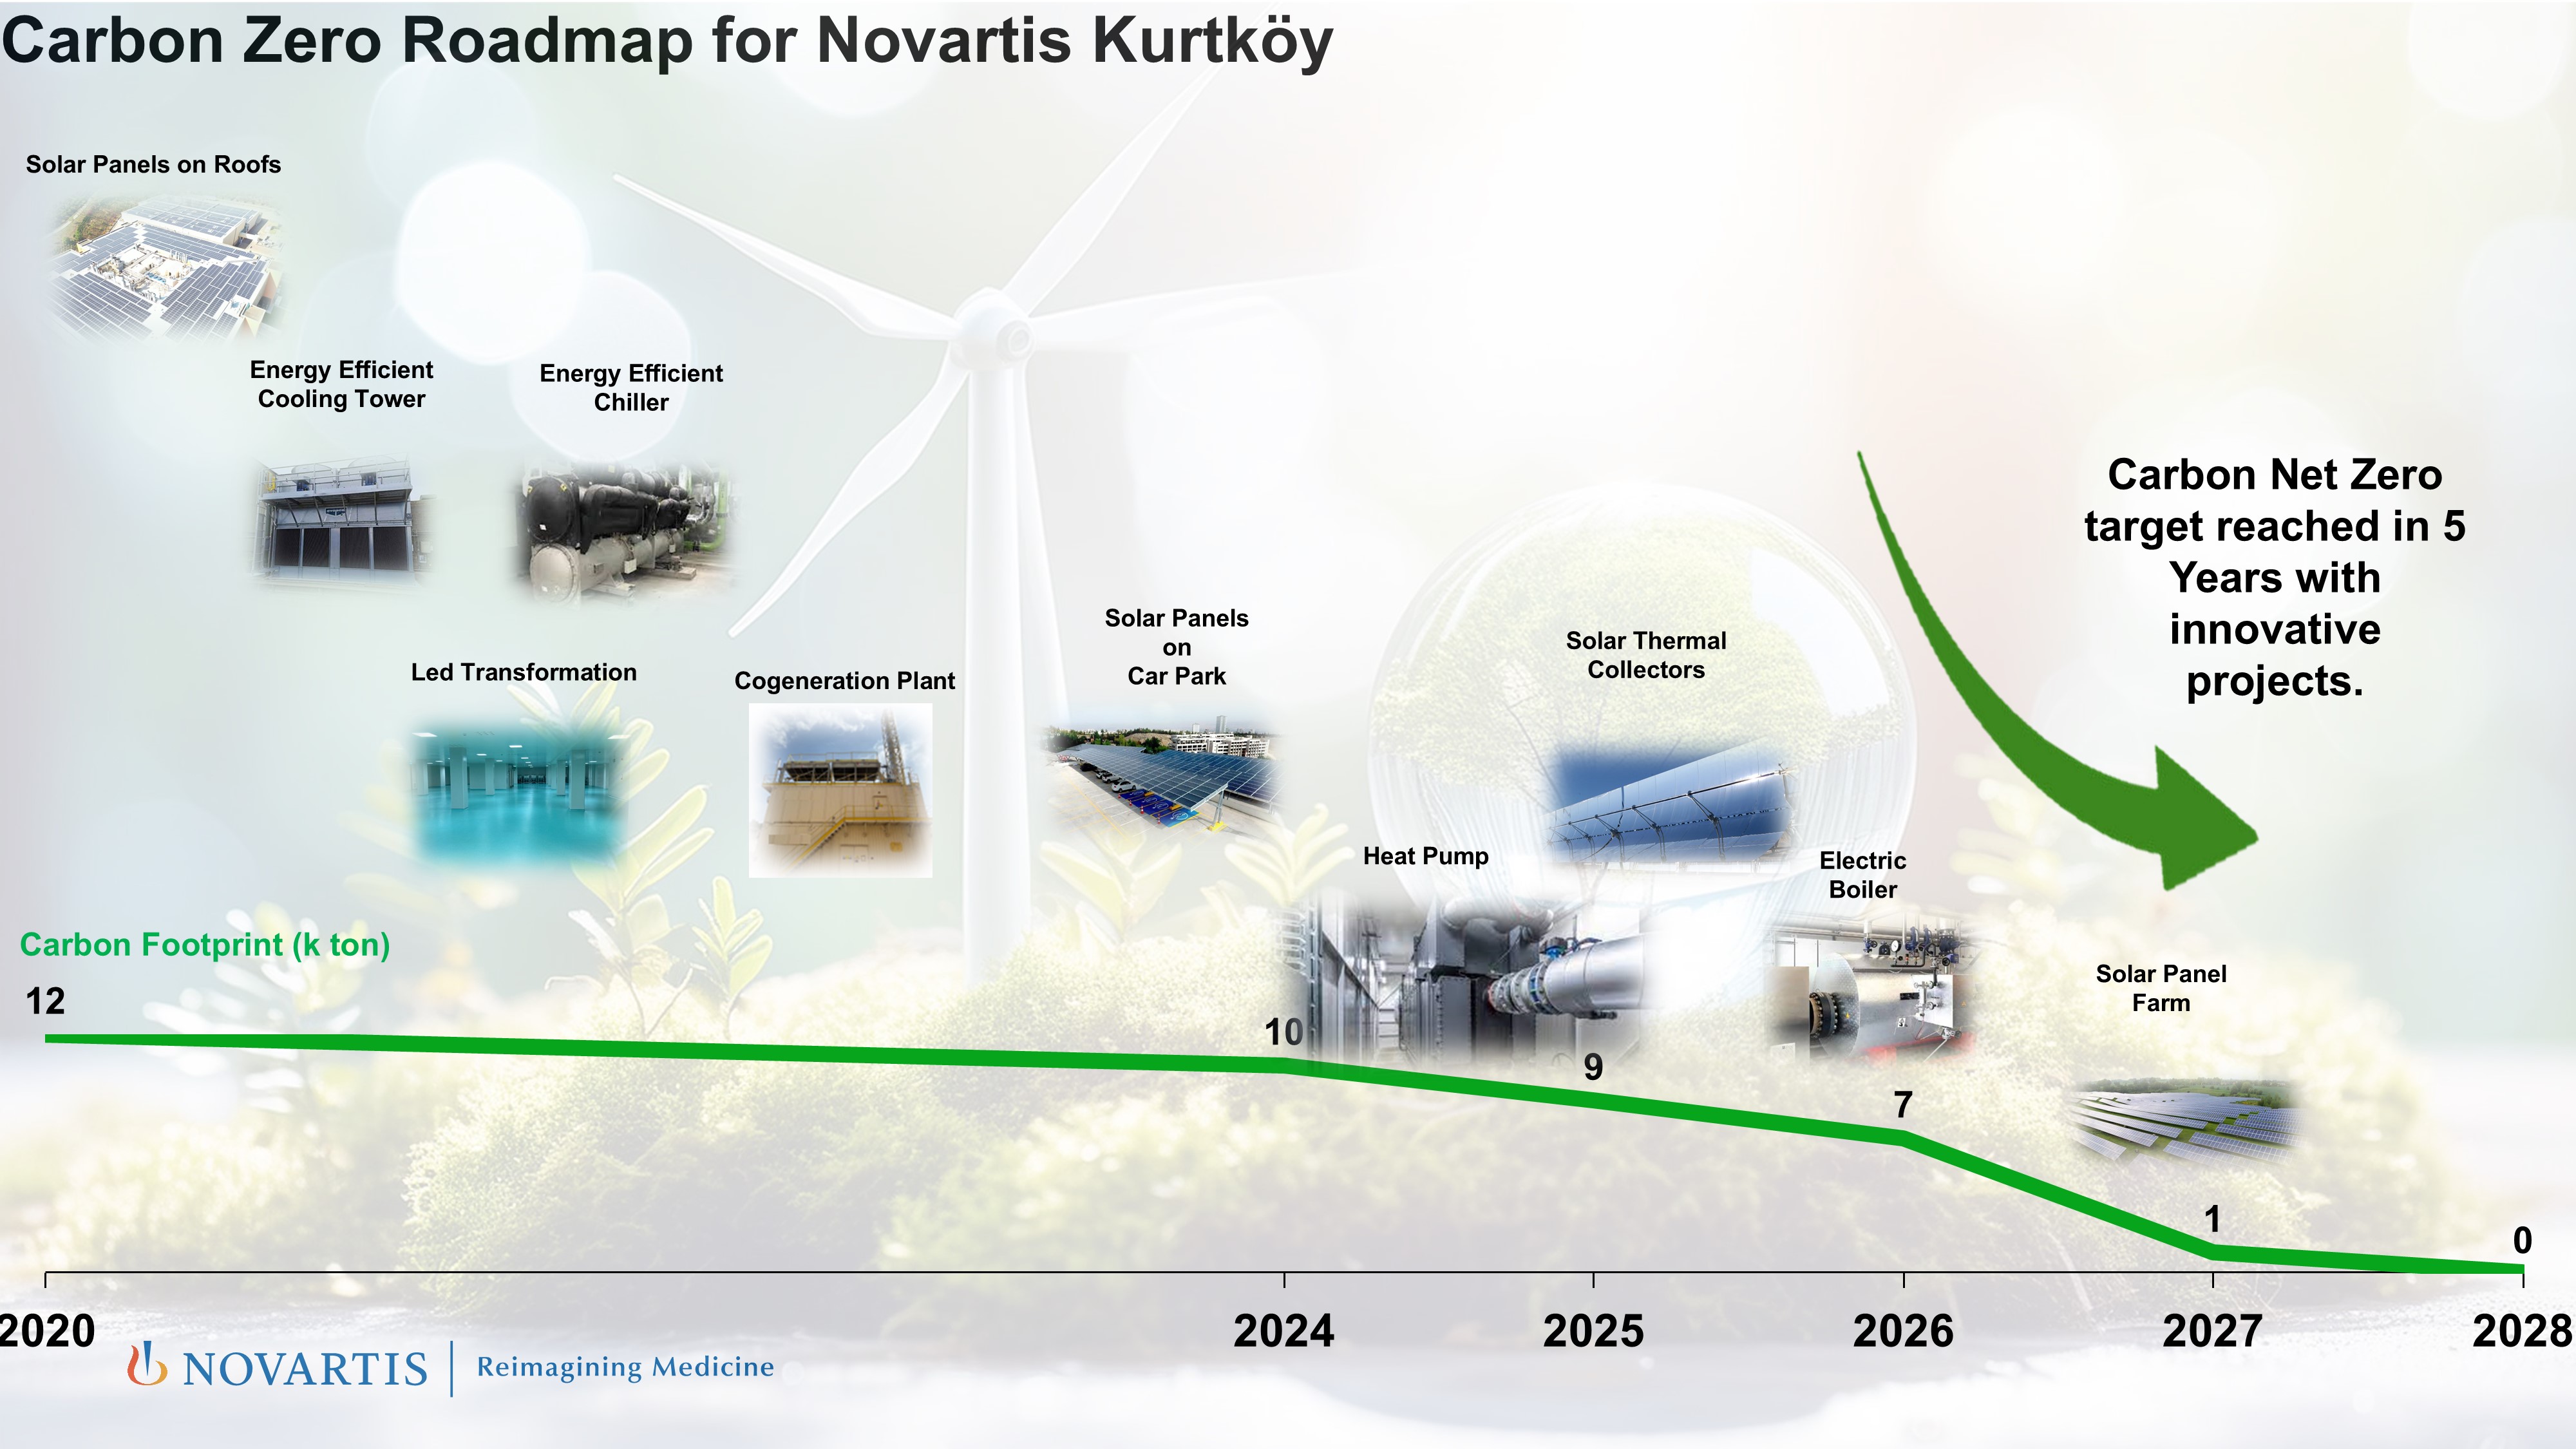 Carbon Zero Roadmap for Novartis Kurtköy
Solar Panels on Roofs
Energy Efficient
Cooling Tower
Energy Efficient
Chiller
Led Transformation
Cogeneration Plant
Solar Panels
on
Car Park
Heat Pump
Solar Thermal
Collectors
Electric
Boiler
Solar Panel
Farm
Carbon Net Zero
target reached in 5
Years with
innovative
projects.
Carbon Footprint (k ton)
12
10
9
7
1
0
2020
2024
2025
2026
2027
2028
NOVARTIS
Reimagining Medicine